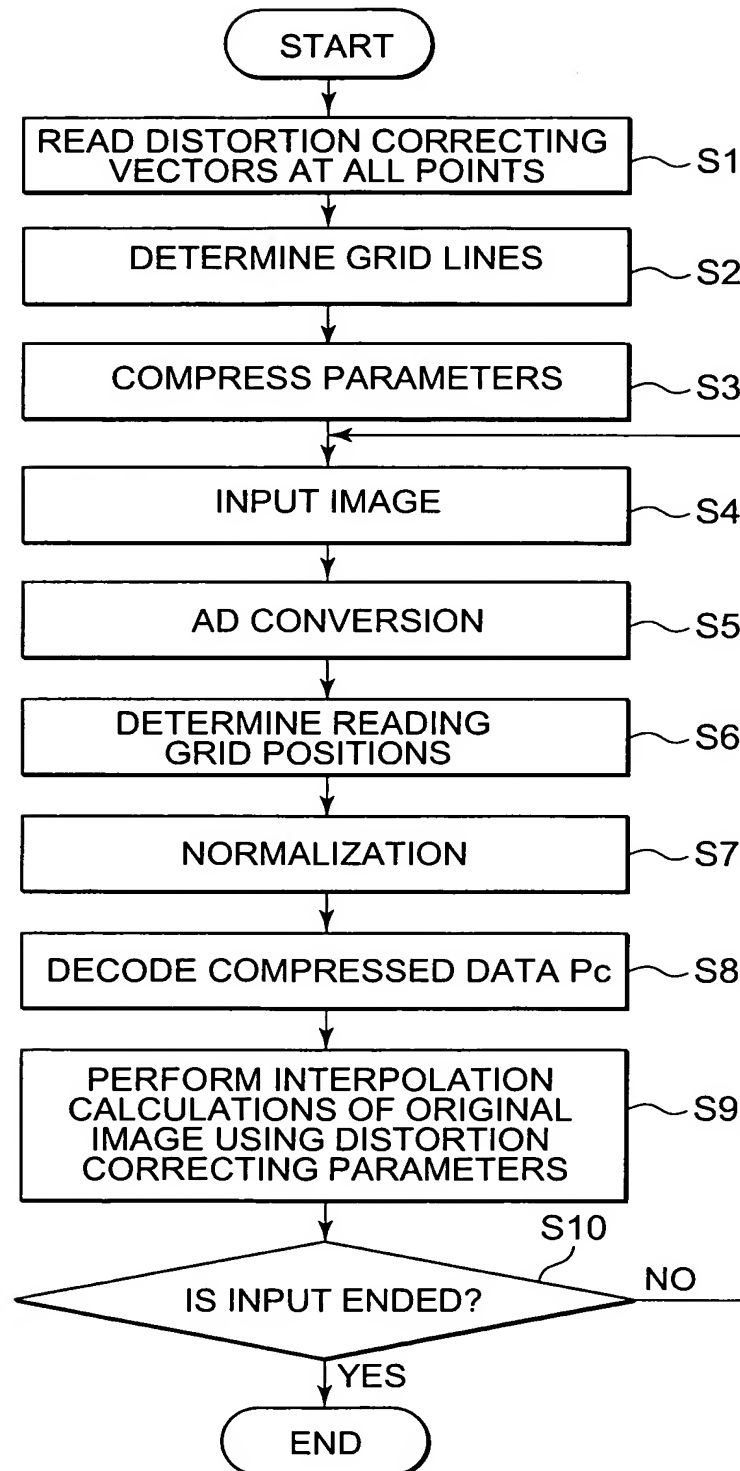 START
READ DISTORTION CORRECTING
VECTORS AT ALL POINTS
S1
DETERMINE GRID LINES
S2
COMPRESS PARAMETERS
S3
INPUT IMAGE
S4
AD CONVERSION
S5
DETERMINE READING
GRID POSITIONS
S6
NORMALIZATION
S7
DECODE COMPRESSED DATA Pc
S8
PERFORM INTERPOLATION
CALCULATIONS OF ORIGINAL
IMAGE USING DISTORTION
CORRECTING PARAMETERS
S9
S10
IS INPUT ENDED?
NO
YES
END